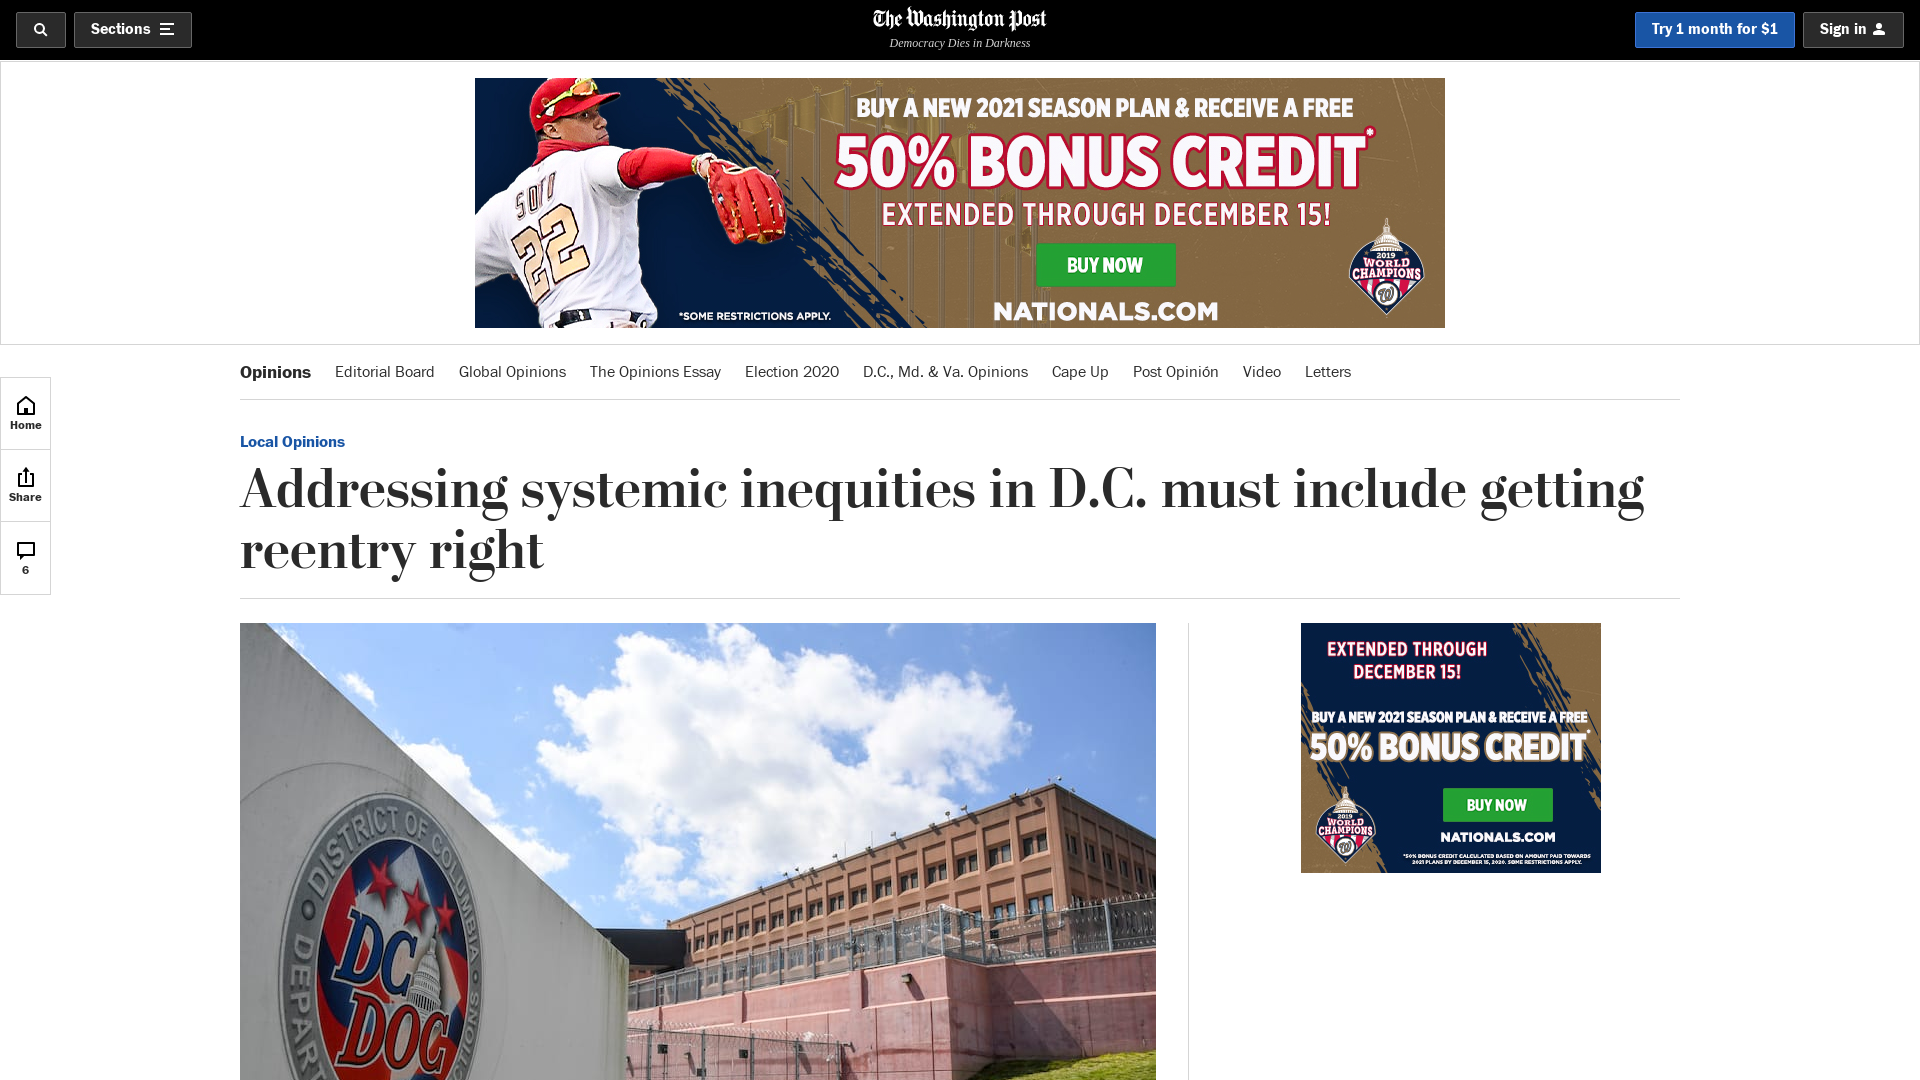 Sections
The Washington Post
Democracy Dies in Darkness
Try 1 month for $1
Sign in
BUY A NEW 2021 SEASON PLAN & RECEIVE A FREE
50% BONUS CREDIT*
EXTENDED THROUGH DECEMBER 15!
BUY NOW
NATIONALS.COM
*SOME RESTRICTIONS APPLY.
22
2019
WORLD
CHAMPIONS
W
Opinions Editorial Board Global Opinions The Opinions Essay Election 2020 D.C., Md. & Va. Opinions Cape Up Post Opinión Video Letters
Home
Share
6
Local Opinions
Addressing systemic inequities in D.C. must include getting
reentry right
DISTRICT OF COLUMBIA
DC
DOC
EXTENDED THROUGH
DECEMBER 15!
BUY A NEW 2021 SEASON PLAN & RECEIVE A FREE
50% BONUS CREDIT*
BUY NOW
NATIONALS.COM
2019
WORLD
CHAMPIONS
W
*50% BONUS CREDIT CALCULATED BASED ON AMOUNT PAID TOWARDS
2021 PLANS BY DECEMBER 15, 2020. SOME RESTRICTIONS APPLY.